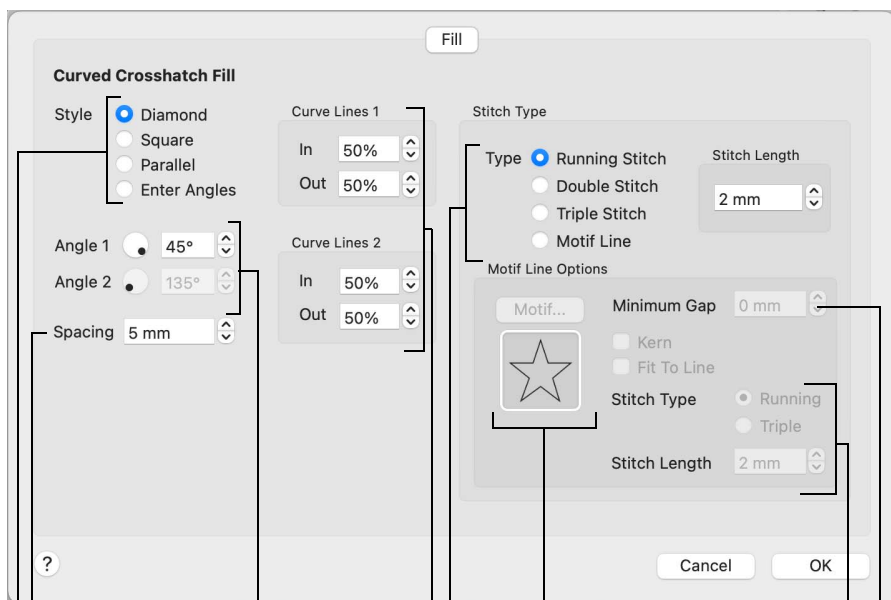 Fill
Curved Crosshatch Fill
Style
Diamond
Square
Parallel
Enter Angles
Angle 1
45°
Angle 2
135°
Spacing
5 mm
Curve Lines 1
In
50%
Out
50%
Curve Lines 2
In
50%
Out
50%
Stitch Type
Type
Running Stitch
Double Stitch
Triple Stitch
Motif Line
Stitch Length
2 mm
Motif Line Options
Motif...
Minimum Gap
0 mm
Kern
Fit To Line
Stitch Type
Running
Triple
Stitch Length
2 mm
?
Cancel
OK